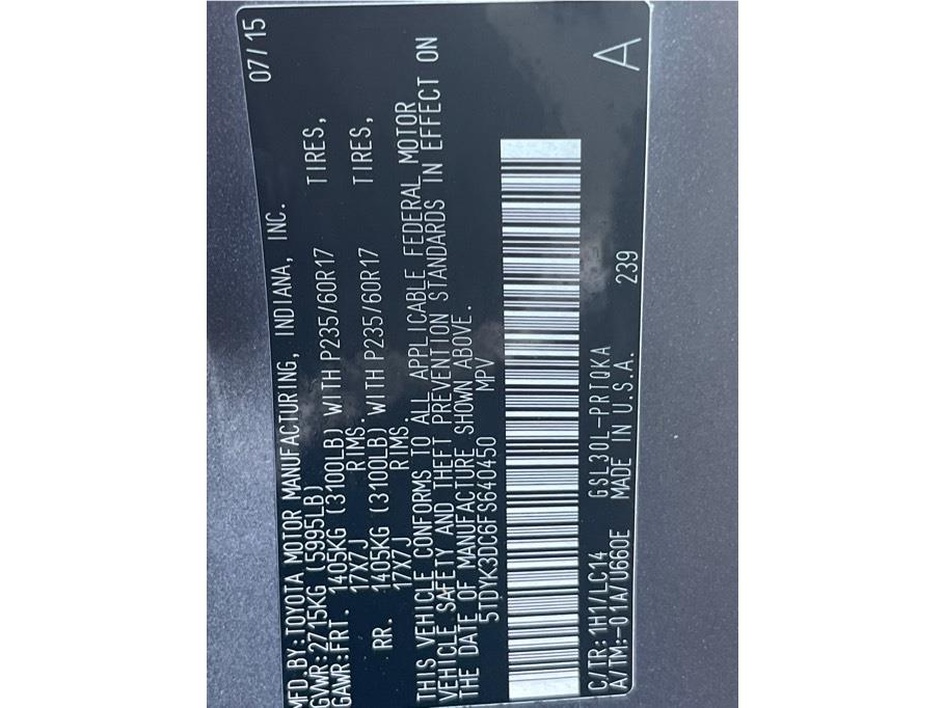 MFD.BY:TOYOTA MOTOR MANUFACTURING, INDIANA, INC. 07/15
GVWR:2715KG (5995LB)
GAWR:FRT. 1405KG (3100LB) WITH P235/60R17 TIRES,
17X7J RIMS.
RR. 1405KG (3100LB) WITH P235/60R17 TIRES,
17X7J RIMS.
THIS VEHICLE CONFORMS TO ALL APPLICABLE FEDERAL MOTOR
VEHICLE SAFETY AND THEFT PREVENTION STANDARDS IN EFFECT ON
THE DATE OF MANUFACTURE SHOWN ABOVE.
5TDYK3DC6FS640450 MPV
C/TR:1H1/LC14 GSL30L-PRTQKA
A/TM:-01A/U660E MADE IN U.S.A. 239 A